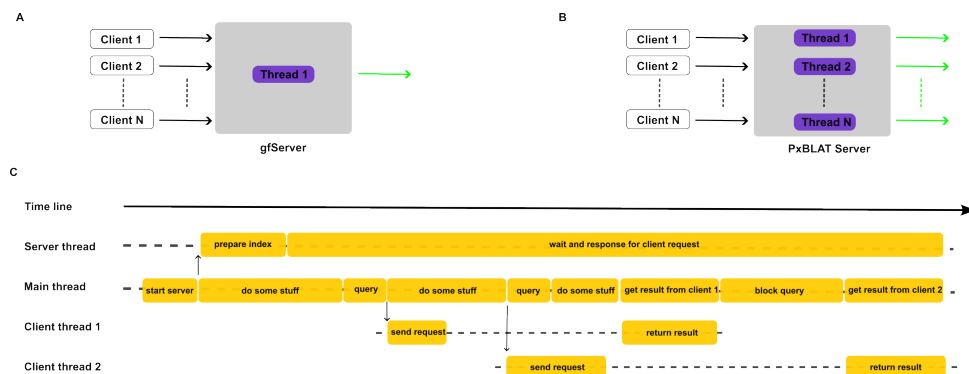 A
Client 1
Client 2
Client N
Thread 1
gfServer
B
Client 1
Client 2
Client N
Thread 1
Thread 2
Thread N
PxBLAT Server
C
Time line
Server thread
prepare index
wait and response for client request
Main thread
start server
do some stuff
query
do some stuff
query
do some stuff
get result from client 1
block query
get result from client 2
Client thread 1
send request
return result
Client thread 2
send request
return result